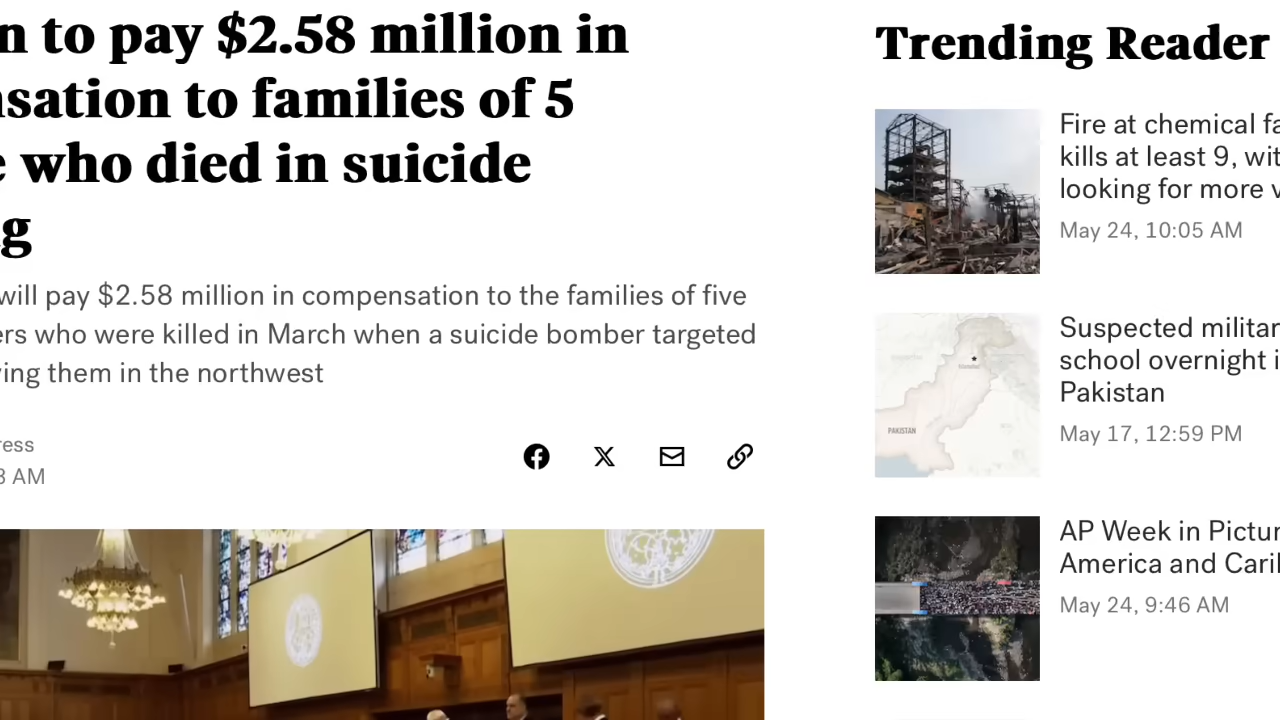 n to pay $2.58 million in
nsation to families of 5
e who died in suicide
ng
will pay $2.58 million in compensation to the families of five
ers who were killed in March when a suicide bomber targeted
ving them in the northwest
ress
3 AM
Trending Reader
Fire at chemical fa
kills at least 9, wit
looking for more v
May 24, 10:05 AM
PAKISTAN
Suspected militan
school overnight i
Pakistan
May 17, 12:59 PM
AP Week in Pictur
America and Carib
May 24, 9:46 AM